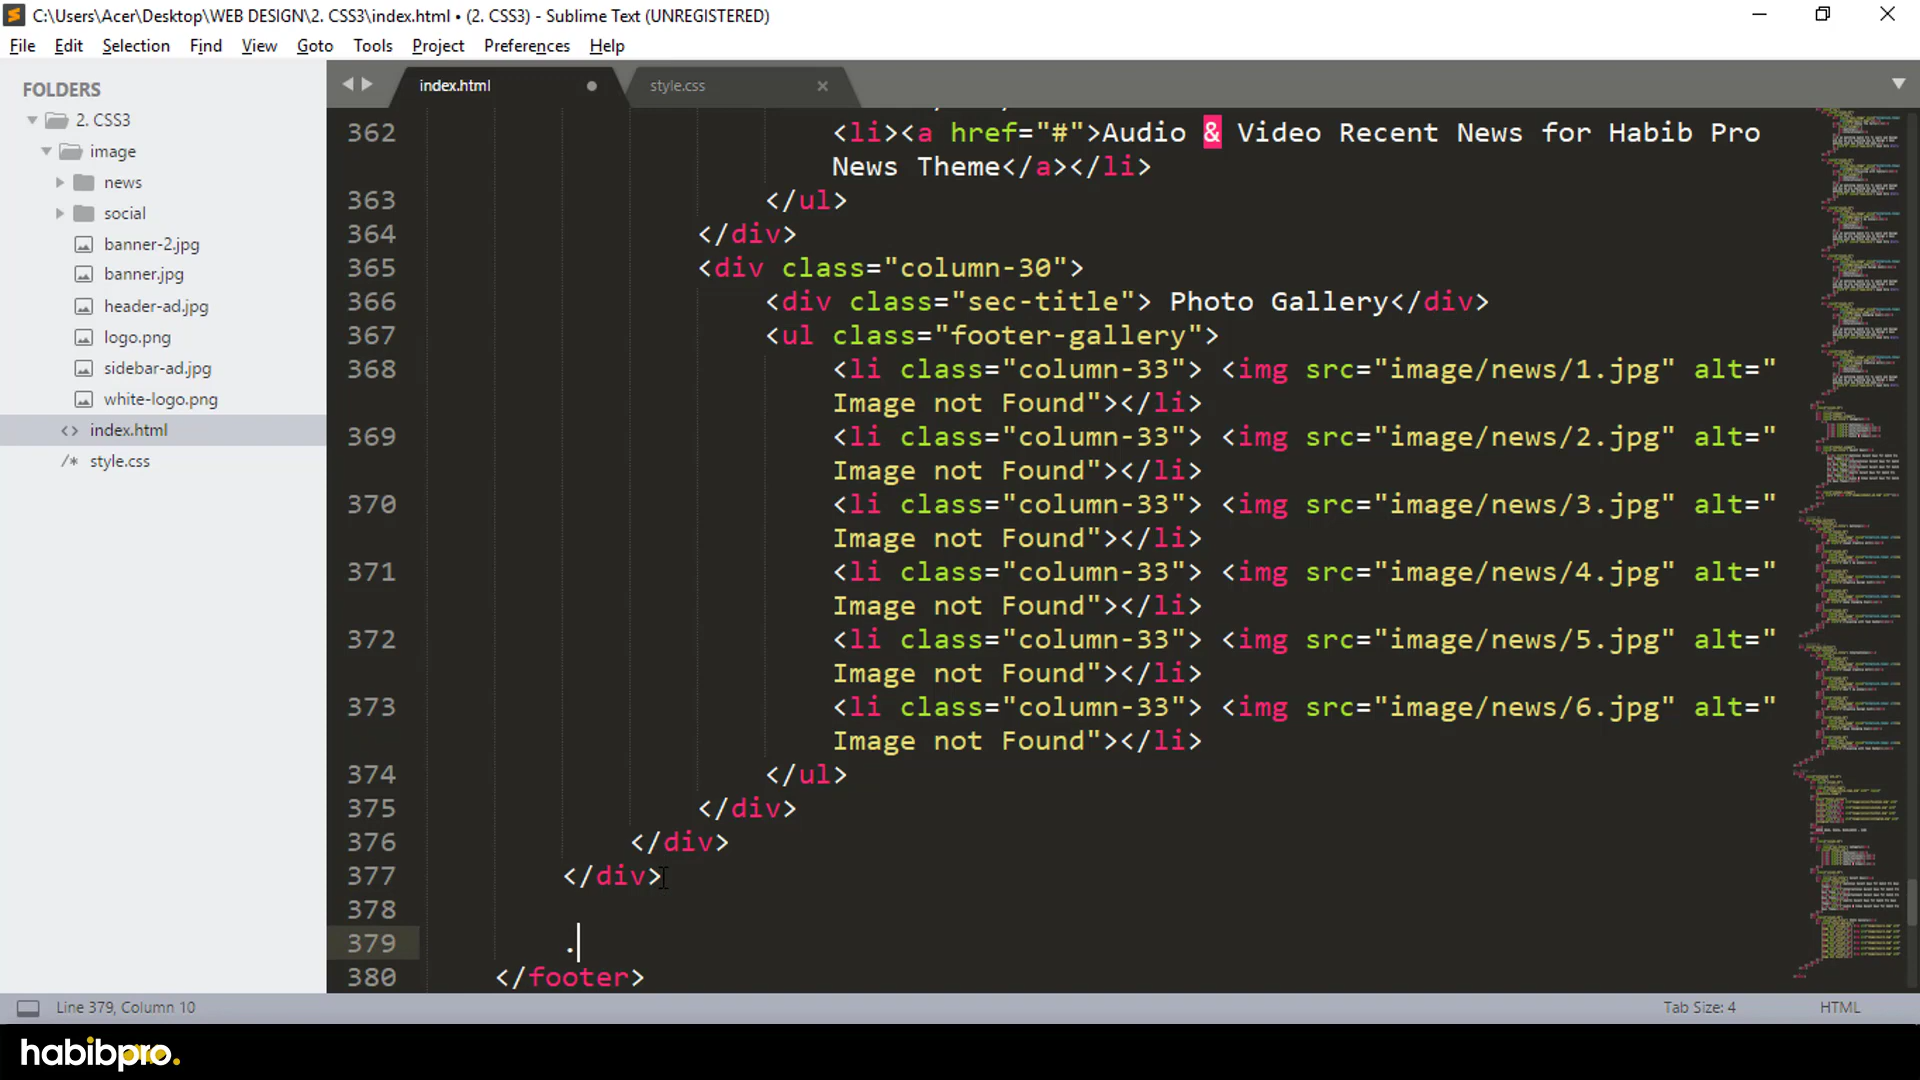 C:\Users\Acer\Desktop\WEB DESIGN\2. CSS3\index.html • (2. CSS3) - Sublime Text (UNREGISTERED)
File Edit Selection Find View Goto Tools Project Preferences Help
FOLDERS
2. CSS3
image
news
social
banner-2.jpg
banner.jpg
header-ad.jpg
logo.png
sidebar-ad.jpg
white-logo.png
<> index.html
/* style.css
index.html
style.css
362 <li><a href="#">Audio & Video Recent News for Habib Pro
News Theme</a></li>
363 </ul>
364 </div>
365 <div class="column-30">
366 <div class="sec-title"> Photo Gallery</div>
367 <ul class="footer-gallery">
368 <li class="column-33"> <img src="image/news/1.jpg" alt="
Image not Found"></li>
369 <li class="column-33"> <img src="image/news/2.jpg" alt="
Image not Found"></li>
370 <li class="column-33"> <img src="image/news/3.jpg" alt="
Image not Found"></li>
371 <li class="column-33"> <img src="image/news/4.jpg" alt="
Image not Found"></li>
372 <li class="column-33"> <img src="image/news/5.jpg" alt="
Image not Found"></li>
373 <li class="column-33"> <img src="image/news/6.jpg" alt="
Image not Found"></li>
374 </ul>
375 </div>
376 </div>
377 </div>
378
379 .
380 </footer>
Line 379, Column 10
Tab Size: 4
HTML
habibpro.